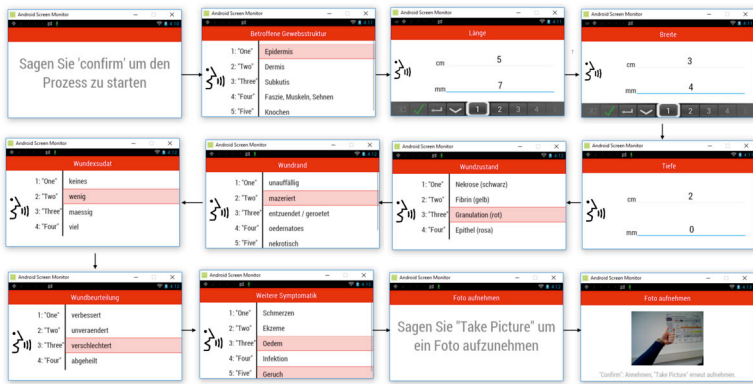 Android Screen Monitor
Sagen Sie 'confirm' um den
Prozess zu starten
Android Screen Monitor
Betroffene Gewebsstruktur
1: "One" Epidermis
2: "Two" Dermis
3: "Three" Subkutis
4: "Four" Faszie, Muskeln, Sehnen
5: "Five" Knochen
Android Screen Monitor
Länge
cm 5
mm 7
1 2 3 4
Android Screen Monitor
Breite
cm 3
mm 4
1 2 3 4
Android Screen Monitor
Wundexsudat
1: "One" keines
2: "Two" wenig
3: "Three" maessig
4: "Four" viel
Android Screen Monitor
Wundrand
1: "One" unauffällig
2: "Two" mazeriert
3: "Three" entzuendet / geroetet
4: "Four" oedematoes
5: "Five" nekrotisch
Android Screen Monitor
Wundzustand
1: "One" Nekrose (schwarz)
2: "Two" Fibrin (gelb)
3: "Three" Granulation (rot)
4: "Four" Epithel (rosa)
Android Screen Monitor
Tiefe
cm 2
mm 0
Android Screen Monitor
Wundbeurteilung
1: "One" verbessert
2: "Two" unveraendert
3: "Three" verschlechtert
4: "Four" abgeheilt
Android Screen Monitor
Weitere Symptomatik
1: "One" Schmerzen
2: "Two" Ekzeme
3: "Three" Oedem
4: "Four" Infektion
5: "Five" Geruch
Android Screen Monitor
Foto aufnehmen
Sagen Sie "Take Picture" um
ein Foto aufzunehmen
Android Screen Monitor
Foto aufnehmen
"Confirm": Annehmen, "Take Picture" erneut aufnehmen.